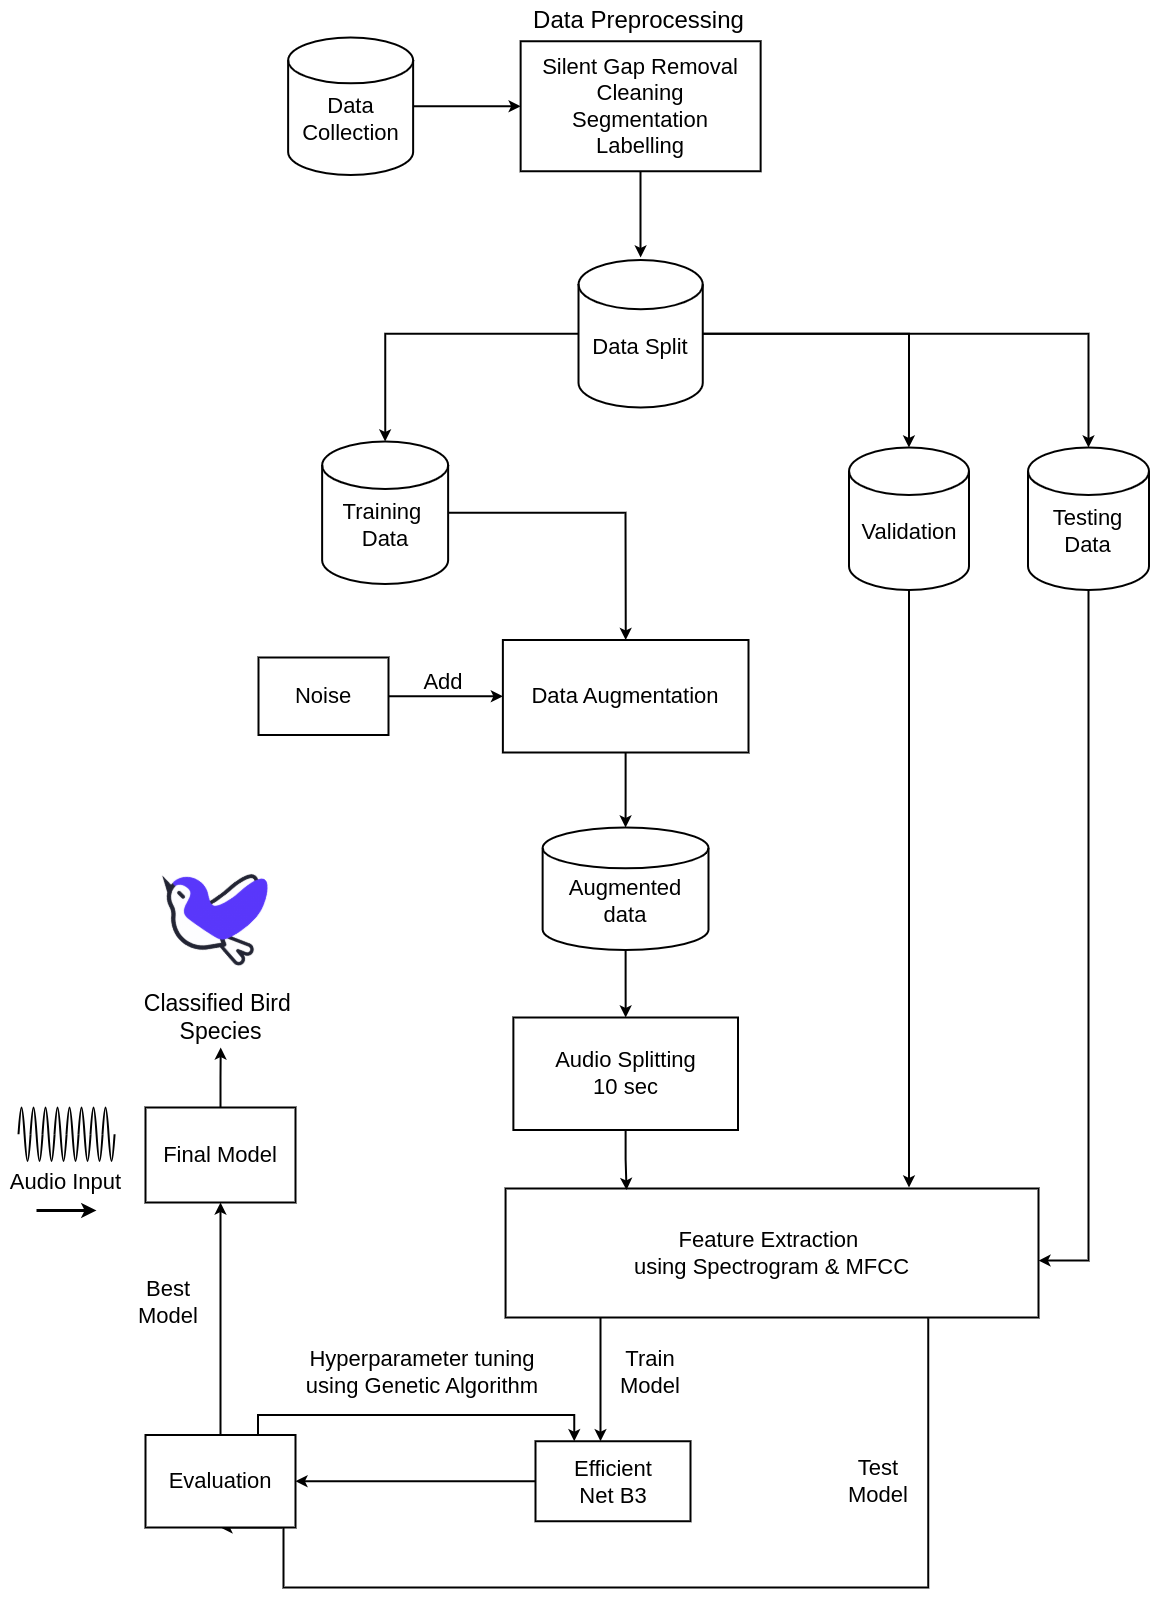 Data Preprocessing
Data
Collection
Silent Gap Removal
Cleaning
Segmentation
Labelling
Data Split
Training
Data
Validation
Testing
Data
Noise
Add
Data Augmentation
Augmented
data
Classified Bird
Species
Audio Splitting
10 sec
Final Model
Audio Input
Feature Extraction
using Spectrogram & MFCC
Best
Model
Hyperparameter tuning
using Genetic Algorithm
Train
Model
Evaluation
Efficient
Net B3
Test
Model